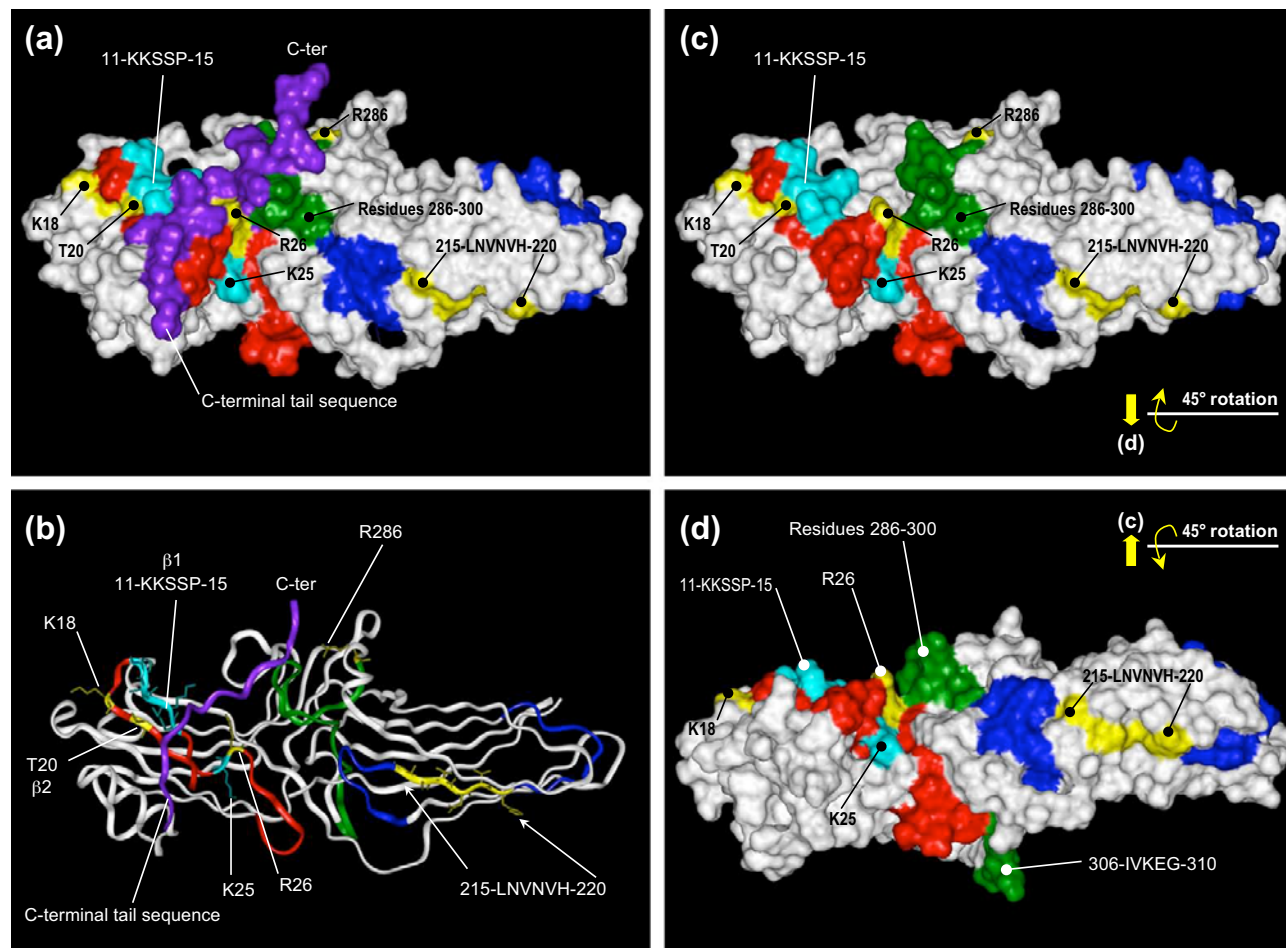 (a)
11-KKSSP-15
C-ter
R286
K18
T20
R26
Residues 286-300
215-LNVNVH-220
K25
C-terminal tail sequence
(c)
11-KKSSP-15
R286
K18
T20
R26
Residues 286-300
215-LNVNVH-220
K25
45° rotation
(d)
(b)
R286
β1
11-KKSSP-15
C-ter
K18
T20
β2
K25
R26
215-LNVNVH-220
C-terminal tail sequence
(d)
Residues 286-300
(c)
45° rotation
11-KKSSP-15
R26
215-LNVNVH-220
K18
K25
306-IVKEG-310